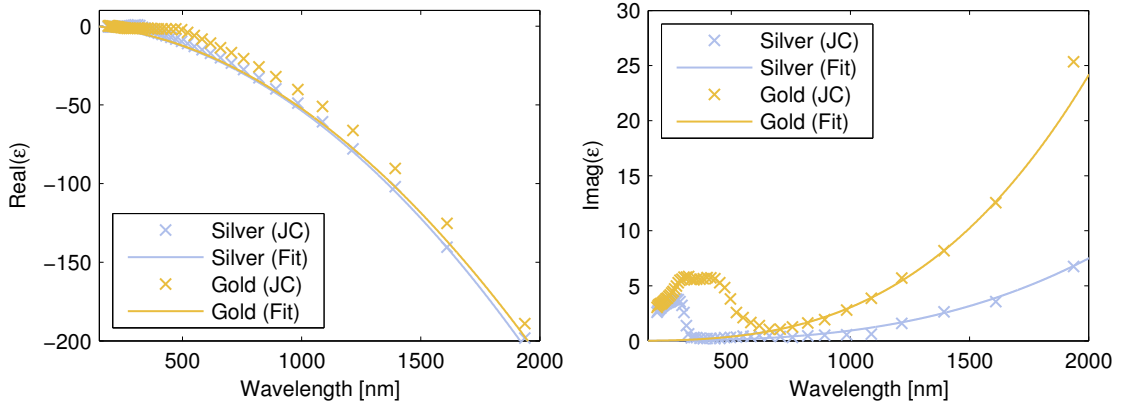 0
−50
−100
−150
−200
Real(ε)
500
1000
1500
2000
Wavelength [nm]
Silver (JC)
Silver (Fit)
Gold (JC)
Gold (Fit)
30
25
20
15
10
5
0
Imag(ε)
500
1000
1500
2000
Wavelength [nm]
Silver (JC)
Silver (Fit)
Gold (JC)
Gold (Fit)